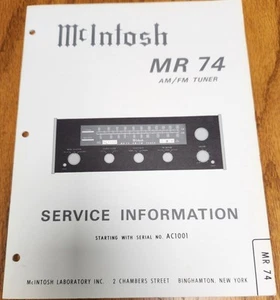 McIntosh
MR 74
AM/FM TUNER
SERVICE INFORMATION
STARTING WITH SERIAL NO. AC1001
McINTOSH LABORATORY INC. 2 CHAMBERS STREET BINGHAMTON, NEW YORK
MR 74